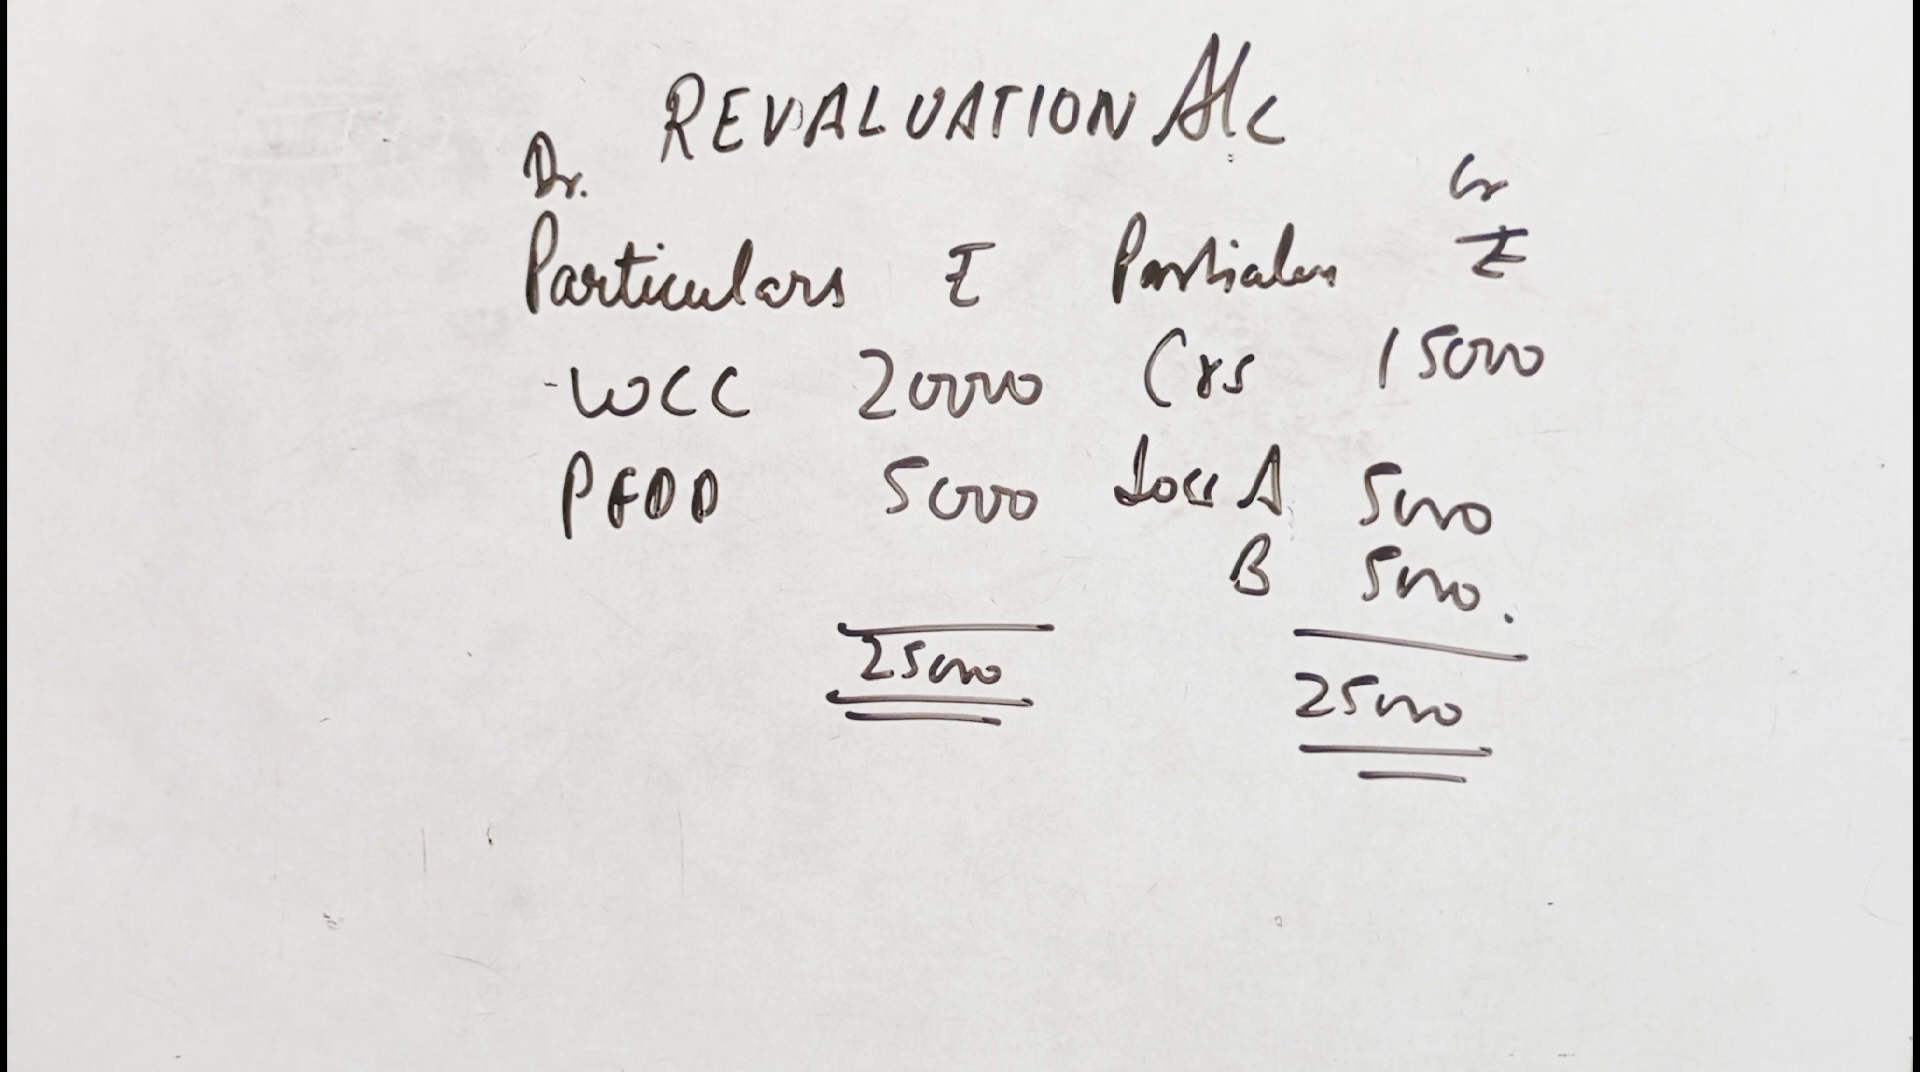 REVALUATION A/c
Dr. Cr
Particulars ₹ Particulars ₹
WCC 20000 Crs 15000
PFDD 5000 Loss A 5000
B 5000.
25000 25000